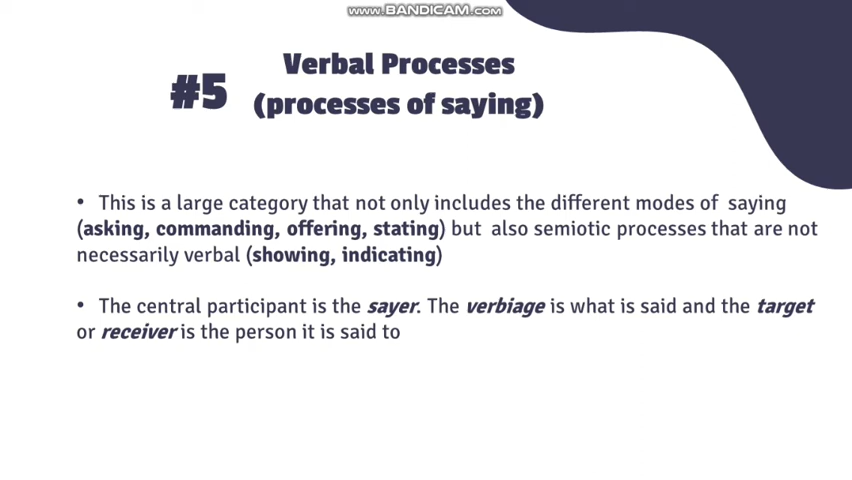 www.BANDICAM.com
#5
Verbal Processes
(processes of saying)
• This is a large category that not only includes the different modes of saying
(asking, commanding, offering, stating) but also semiotic processes that are not
necessarily verbal (showing, indicating)
• The central participant is the sayer. The verbiage is what is said and the target
or receiver is the person it is said to